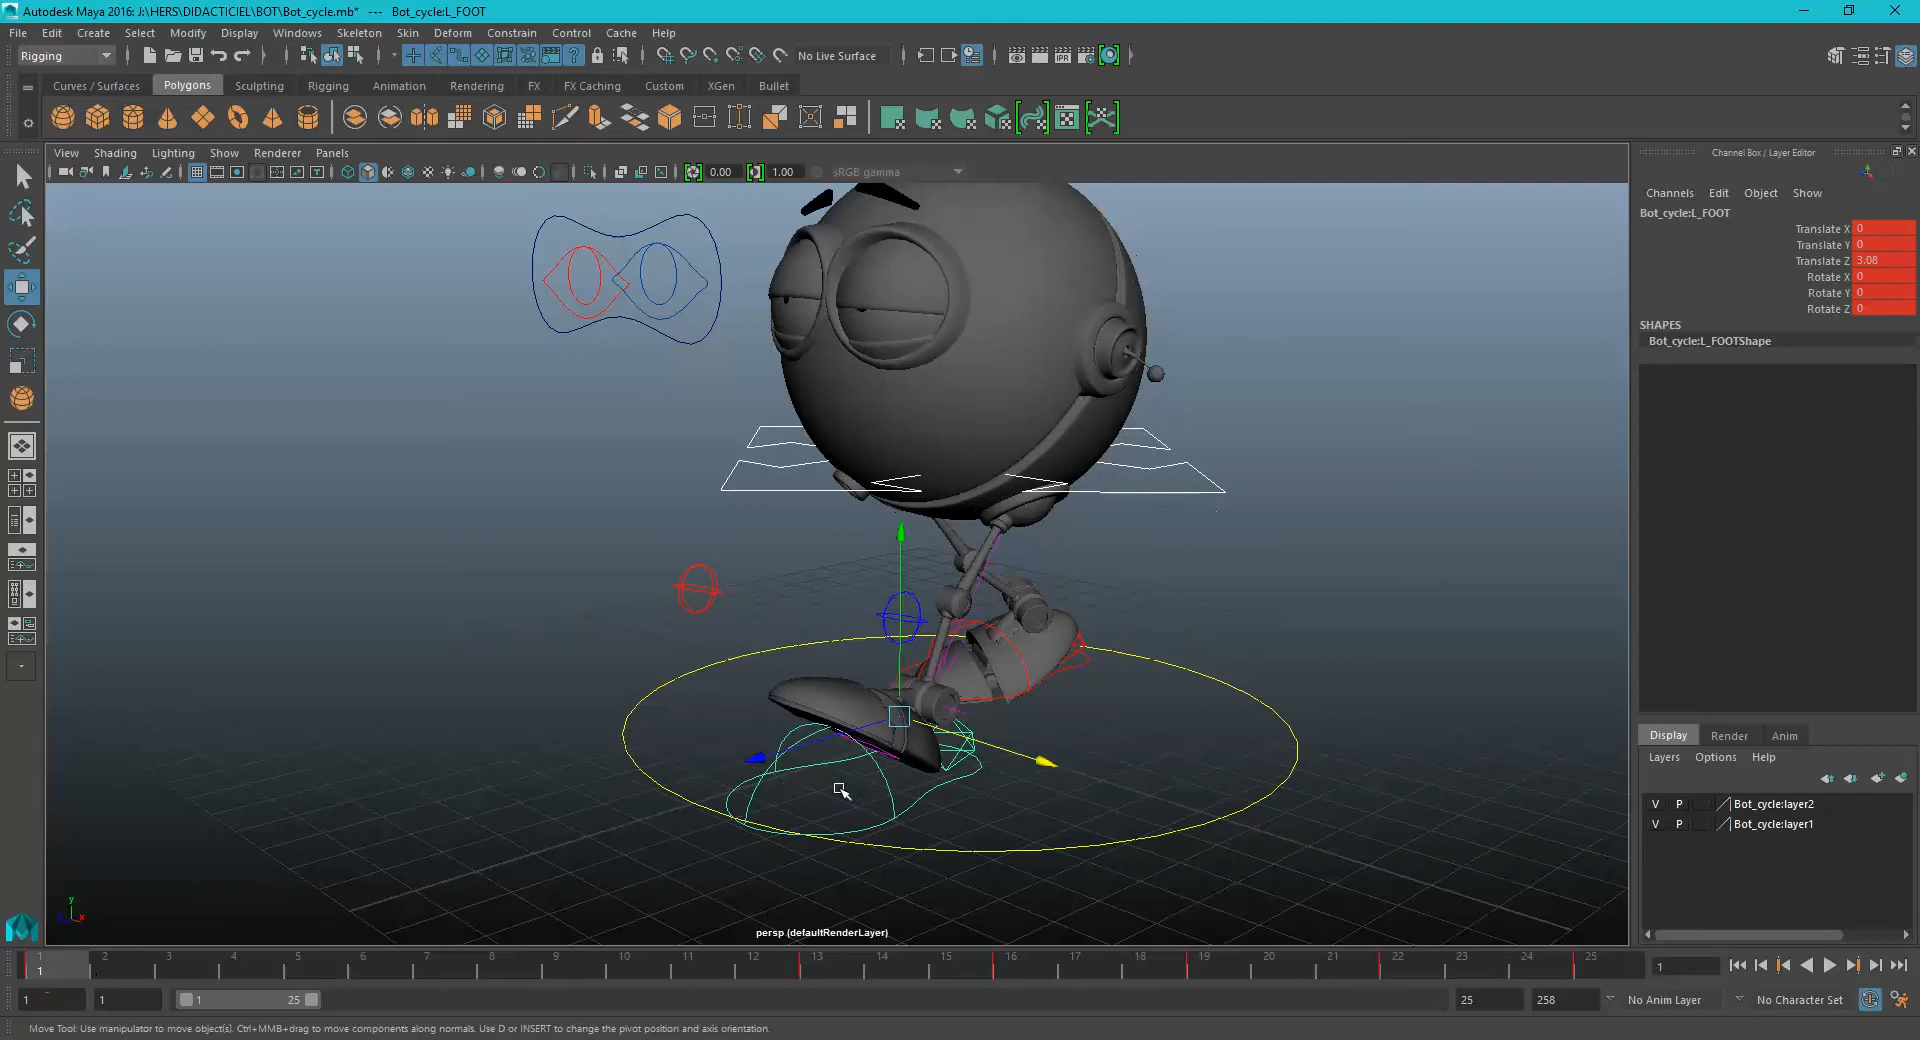 Autodesk Maya 2016: J:\HERS\DIDACTICIEL\BOT\Bot_cycle.mb*   ---   Bot_cycle:L_FOOT
File Edit Create Select Modify Display Windows Skeleton Skin Deform Constrain Control Cache Help
Rigging No Live Surface
Curves / Surfaces Polygons Sculpting Rigging Animation Rendering FX FX Caching Custom XGen Bullet
View Shading Lighting Show Renderer Panels
0.00 1.00 sRGB gamma
Channel Box / Layer Editor
Channels Edit Object Show
Bot_cycle:L_FOOT
Translate X 0
Translate Y 0
Translate Z 3.08
Rotate X 0
Rotate Y 0
Rotate Z 0
SHAPES
Bot_cycle:L_FOOTShape
Display Render Anim
Layers Options Help
V P Bot_cycle:layer2
V P Bot_cycle:layer1
y
x
persp (defaultRenderLayer)
1 2 3 4 5 6 7 8 9 10 11 12 13 14 15 16 17 18 19 20 21 22 23 24 25
1 1
1 1 1 25 25 258 No Anim Layer No Character Set
Move Tool: Use manipulator to move object(s). Ctrl+MMB+drag to move components along normals. Use D or INSERT to change the pivot position and axis orientation.